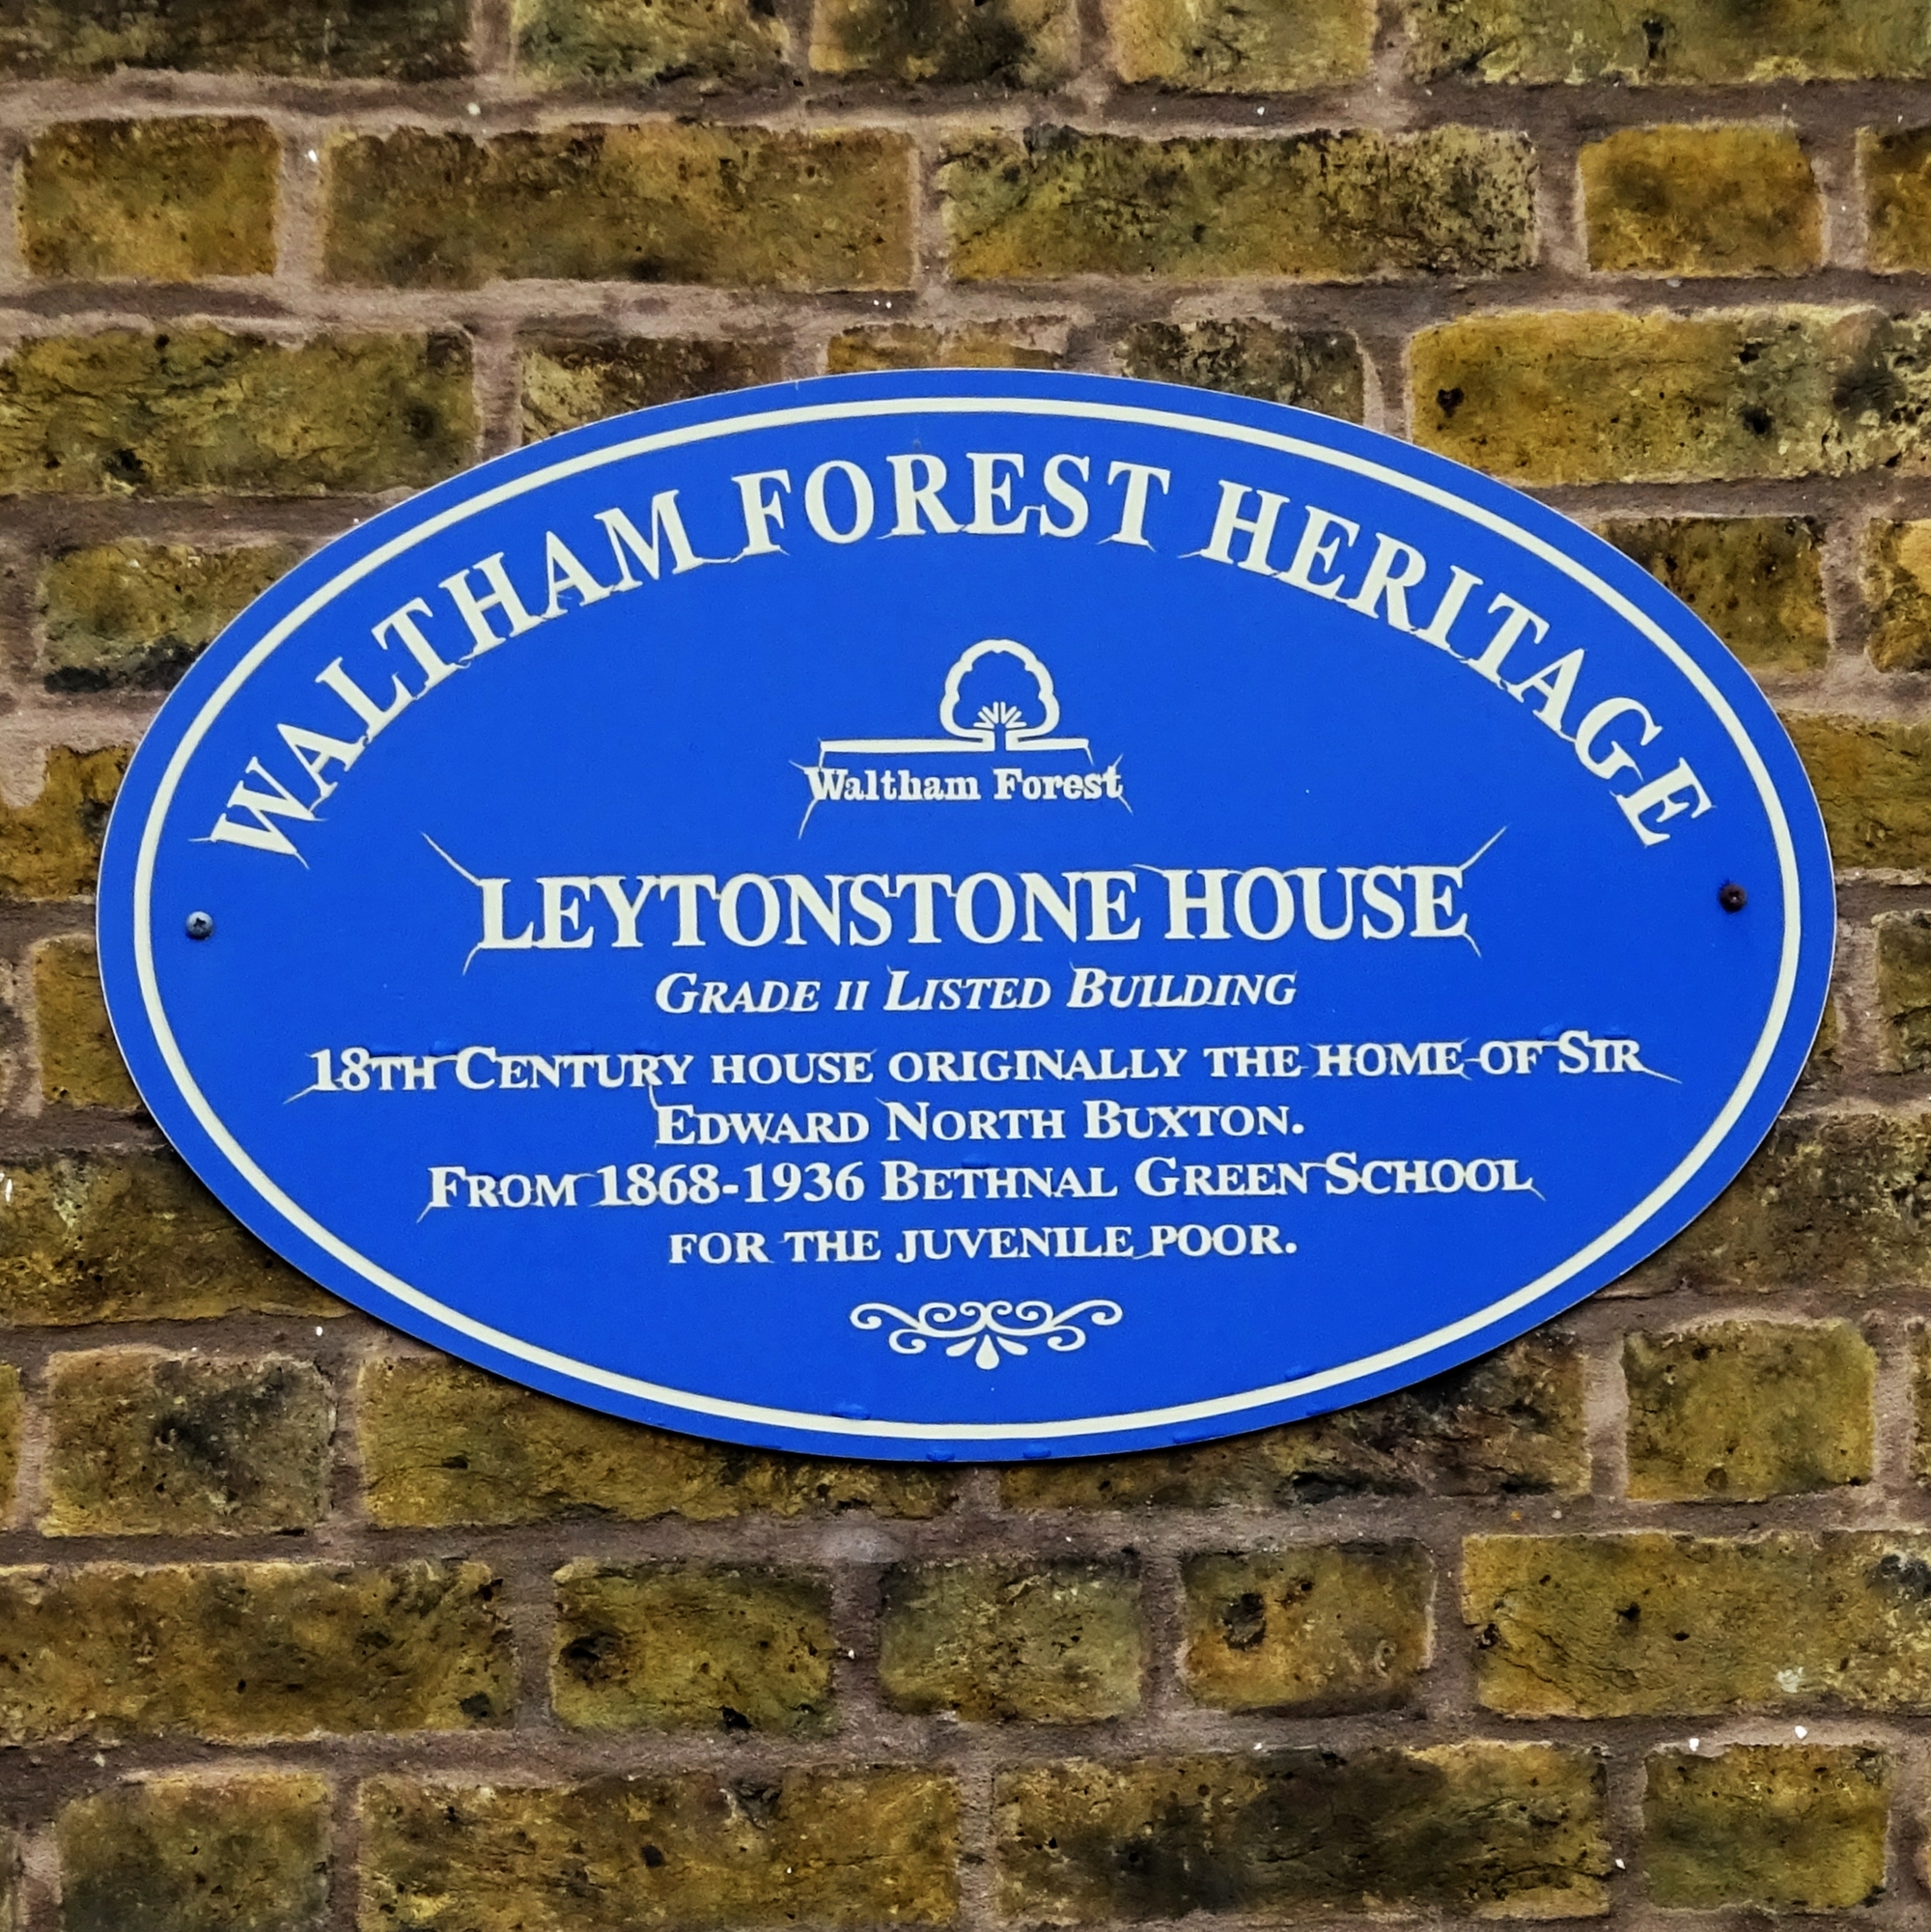 WALTHAM FOREST HERITAGE
Waltham Forest
LEYTONSTONE HOUSE
GRADE II LISTED BUILDING
18TH CENTURY HOUSE ORIGINALLY THE HOME OF SIR
EDWARD NORTH BUXTON.
FROM 1868-1936 BETHNAL GREEN SCHOOL
FOR THE JUVENILE POOR.